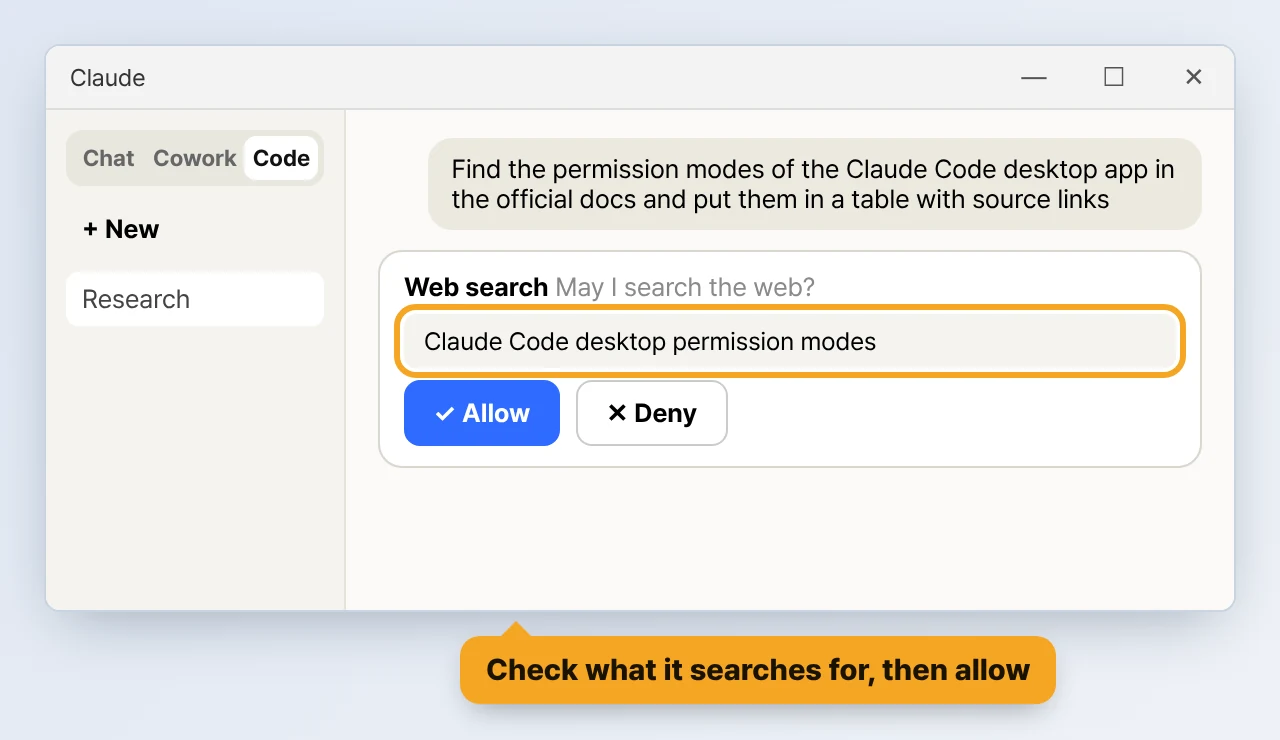 Claude
Chat Cowork Code
+ New
Research
Find the permission modes of the Claude Code desktop app in
the official docs and put them in a table with source links
Web search May I search the web?
Claude Code desktop permission modes
✓ Allow ✕ Deny
Check what it searches for, then allow